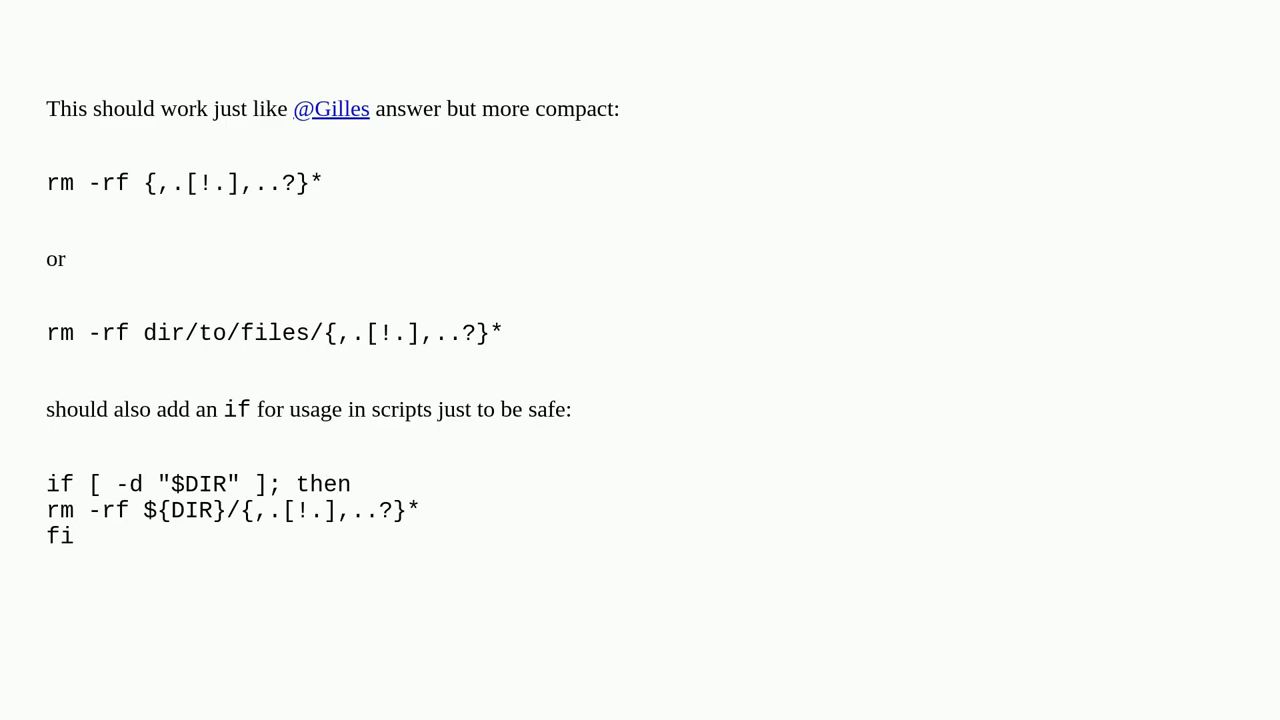 This should work just like @Gilles answer but more compact:
rm -rf {,.[!.],..?}*
or
rm -rf dir/to/files/{,.[!.],..?}*
should also add an if for usage in scripts just to be safe:
if [ -d "$DIR" ]; then
rm -rf ${DIR}/{,.[!.],..?}*
fi